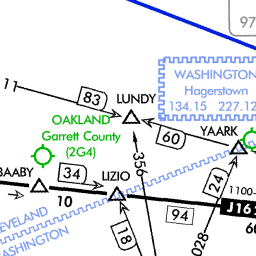 97
WASHINGTON
Hagerstown
134.15 227.12
11
83
LUNDY
OAKLAND
Garrett County
(2G4)
60
YAARK
BAABY
34
LIZIO
356
24
1100
10
94
J16
60
CLEVELAND
WASHINGTON
18
028